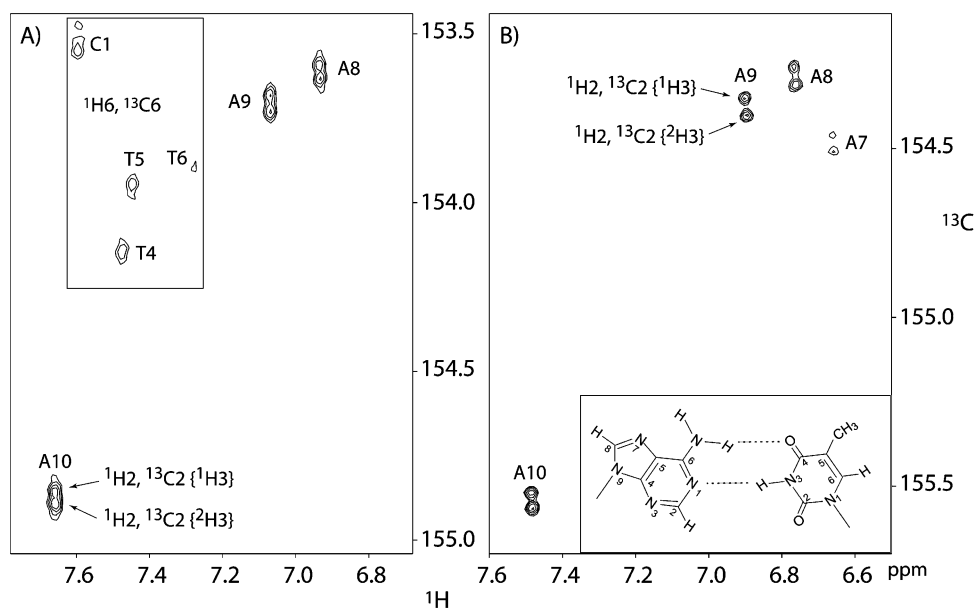 A)
C1
¹H6, ¹³C6
T5
T6
T4
A9
A8
A10
¹H2, ¹³C2 {¹H3}
¹H2, ¹³C2 {²H3}
153.5
154.0
154.5
155.0
7.6
7.4
7.2
7.0
6.8
¹H
B)
A9
A8
¹H2, ¹³C2 {¹H3}
¹H2, ¹³C2 {²H3}
A7
A10
154.5
¹³C
155.0
155.5
H
H
N
H
O
CH₃
H
8
N
7
5
6
4
5
N
9
4
N
1
H
N
3
6
H
N
3
2
H
2
N
1
O
7.6
7.4
7.2
7.0
6.8
6.6
ppm